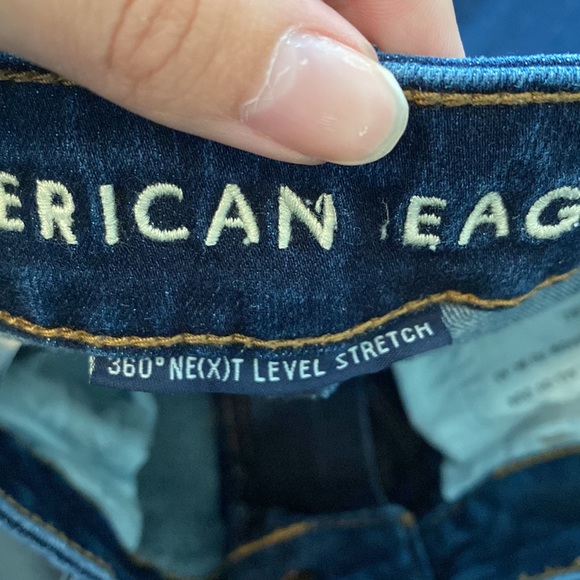 ERICAN EAG
360° NE(X)T LEVEL STRETCH